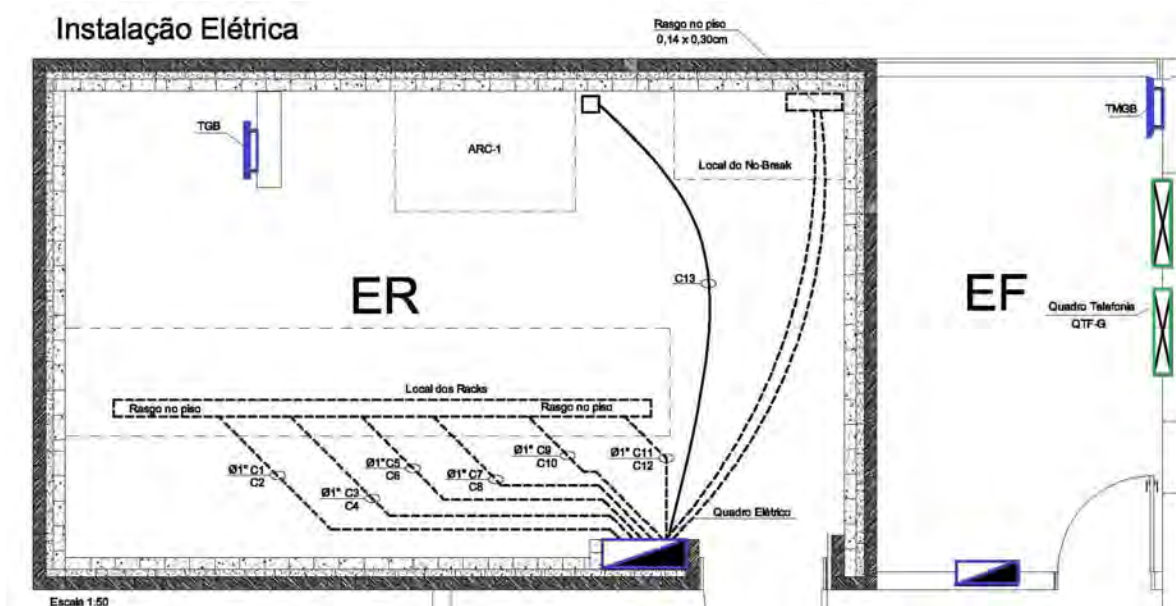 Instalação Elétrica
Rasgo no piso
0,14 x 0,30cm
TGB
ARC-1
Local do No-Break
TMGB
ER
C13
EF
Quadro Telefonia
QTF-G
Local dos Racks
Rasgo no piso
Rasgo no piso
Ø1" C1
C2
Ø1" C3
C4
Ø1" C5
C6
Ø1" C7
C8
Ø1" C9
C10
Ø1" C11
C12
Quadro Elétrico
Escala 1:50